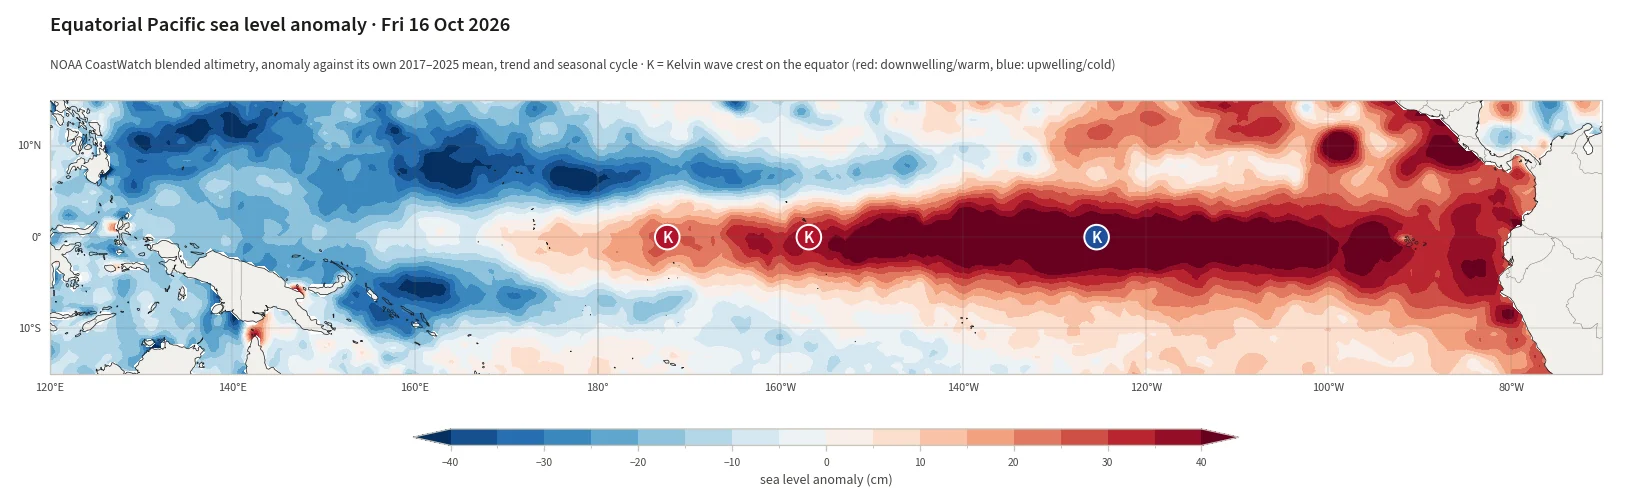 Equatorial Pacific sea level anomaly · Fri 16 Oct 2026
NOAA CoastWatch blended altimetry, anomaly against its own 2017–2025 mean, trend and seasonal cycle · K = Kelvin wave crest on the equator (red: downwelling/warm, blue: upwelling/cold)
10°N
0°
K K K
10°S
120°E 140°E 160°E 180° 160°W 140°W 120°W 100°W 80°W
−40 −30 −20 −10 0 10 20 30 40
sea level anomaly (cm)